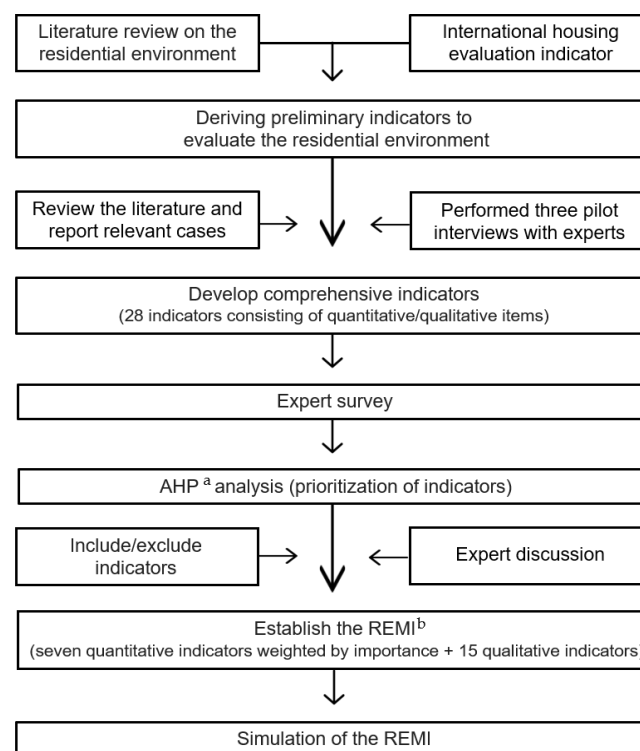 Literature review on the
residential environment
International housing
evaluation indicator
Deriving preliminary indicators to
evaluate the residential environment
Review the literature and
report relevant cases
Performed three pilot
interviews with experts
Develop comprehensive indicators
(28 indicators consisting of quantitative/qualitative items)
Expert survey
AHP a analysis (prioritization of indicators)
Include/exclude
indicators
Expert discussion
Establish the REMIb
(seven quantitative indicators weighted by importance + 15 qualitative indicators)
Simulation of the REMI